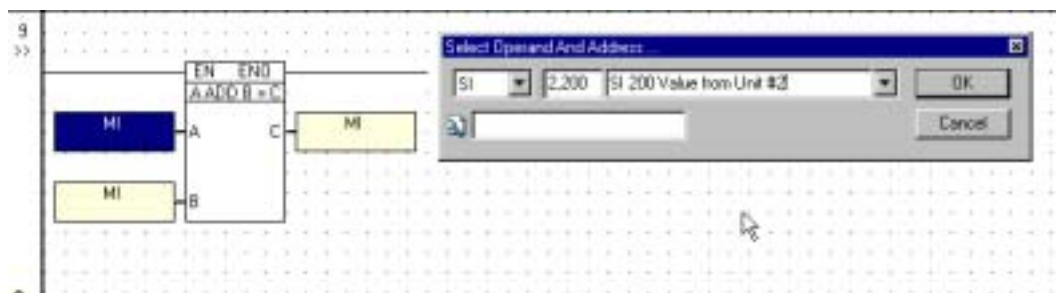 9
>>
EN ENO
A ADD B = C
MI
A
C
MI
MI
B
Select Operand And Address ...
SI
2,200
SI 200 Value from Unit #2
OK
Cancel